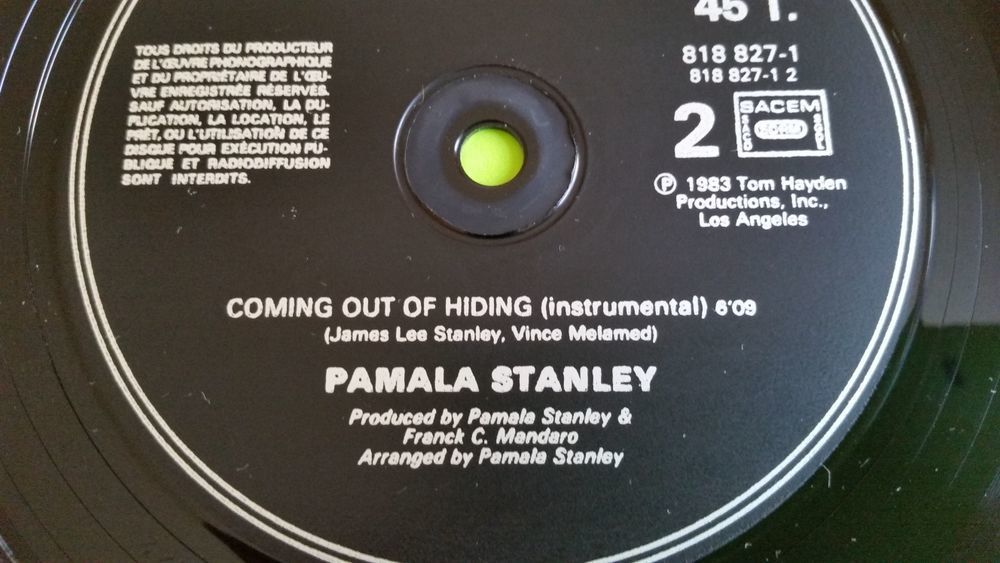 45 T.
TOUS DROITS DU PRODUCTEUR
DE L'ŒUVRE PHONOGRAPHIQUE
ET DU PROPRIÉTAIRE DE L'ŒU-
VRE ENREGISTRÉE RÉSERVÉS.
SAUF AUTORISATION, LA DU-
PLICATION, LA LOCATION, LE
PRÊT, OU L'UTILISATION DE CE
DISQUE POUR EXÉCUTION PU-
BLIQUE ET RADIODIFFUSION
SONT INTERDITS.
818 827-1
818 827-1 2
2
SACEM
SACD
SDRM
SGDL
℗ 1983 Tom Hayden
Productions, Inc.,
Los Angeles
COMING OUT OF HIDING (instrumental) 6'09
(James Lee Stanley, Vince Melamed)
PAMALA STANLEY
Produced by Pamala Stanley &
Franck C. Mandaro
Arranged by Pamala Stanley